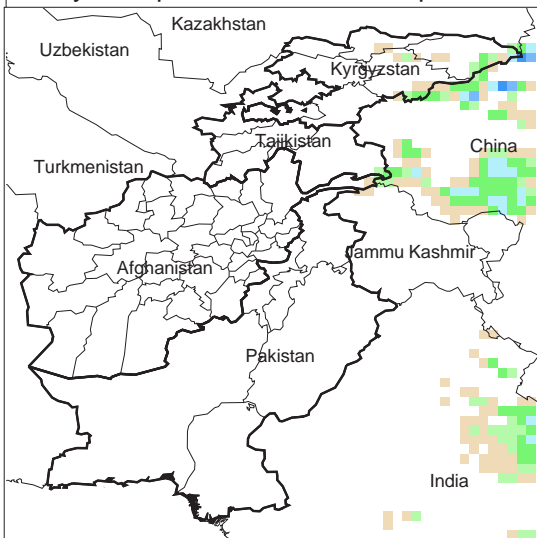 Kazakhstan
Uzbekistan
Kyrgyzstan
Tajikistan
China
Turkmenistan
Jammu Kashmir
Afghanistan
Pakistan
India